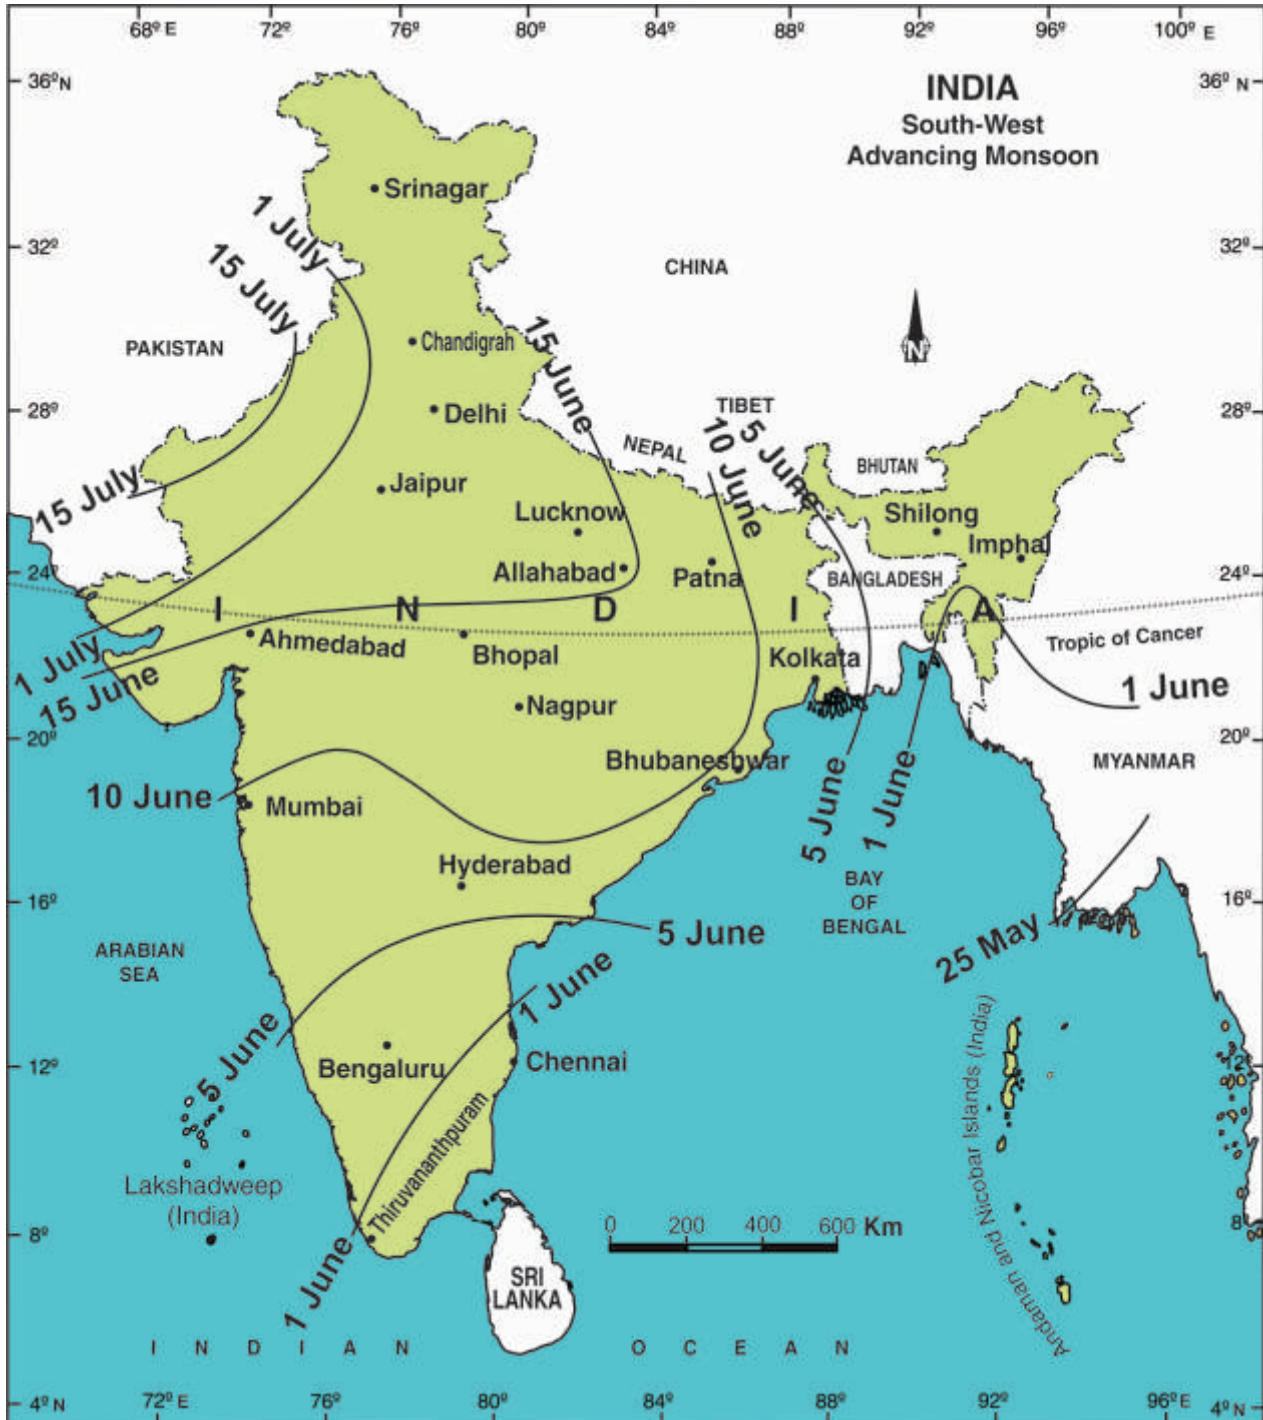 68º E 72º 76º 80º 84º 88º 92º 96º 100º E
36º N
36º N
INDIA
South-West
Advancing Monsoon
Srinagar
1 July
32º
32º
15 July
CHINA
PAKISTAN
Chandigrah
15 June
N
28º
Delhi
28º
TIBET
5 June
10 June
NEPAL
BHUTAN
15 July
Jaipur
Lucknow
Shilong
Imphal
24º
Allahabad
Patna
BANGLADESH
24º
I N D I A
Ahmedabad
Bhopal
Kolkata
Tropic of Cancer
1 July
15 June
1 June
Nagpur
20º
20º
Bhubaneshwar
MYANMAR
10 June
Mumbai
5 June
1 June
Hyderabad
BAY
OF
BENGAL
16º
16º
5 June
25 May
ARABIAN
SEA
1 June
5 June
12º
Bengaluru
Chennai
12
Thiruvananthpuram
Andaman and Nicobar Islands (India)
Lakshadweep
(India)
8º
0 200 400 600 Km
8
1 June
SRI
LANKA
I N D I A N O C E A N
4º N
72º E 76º 80º 84º 88º 92º 96º E
4º N